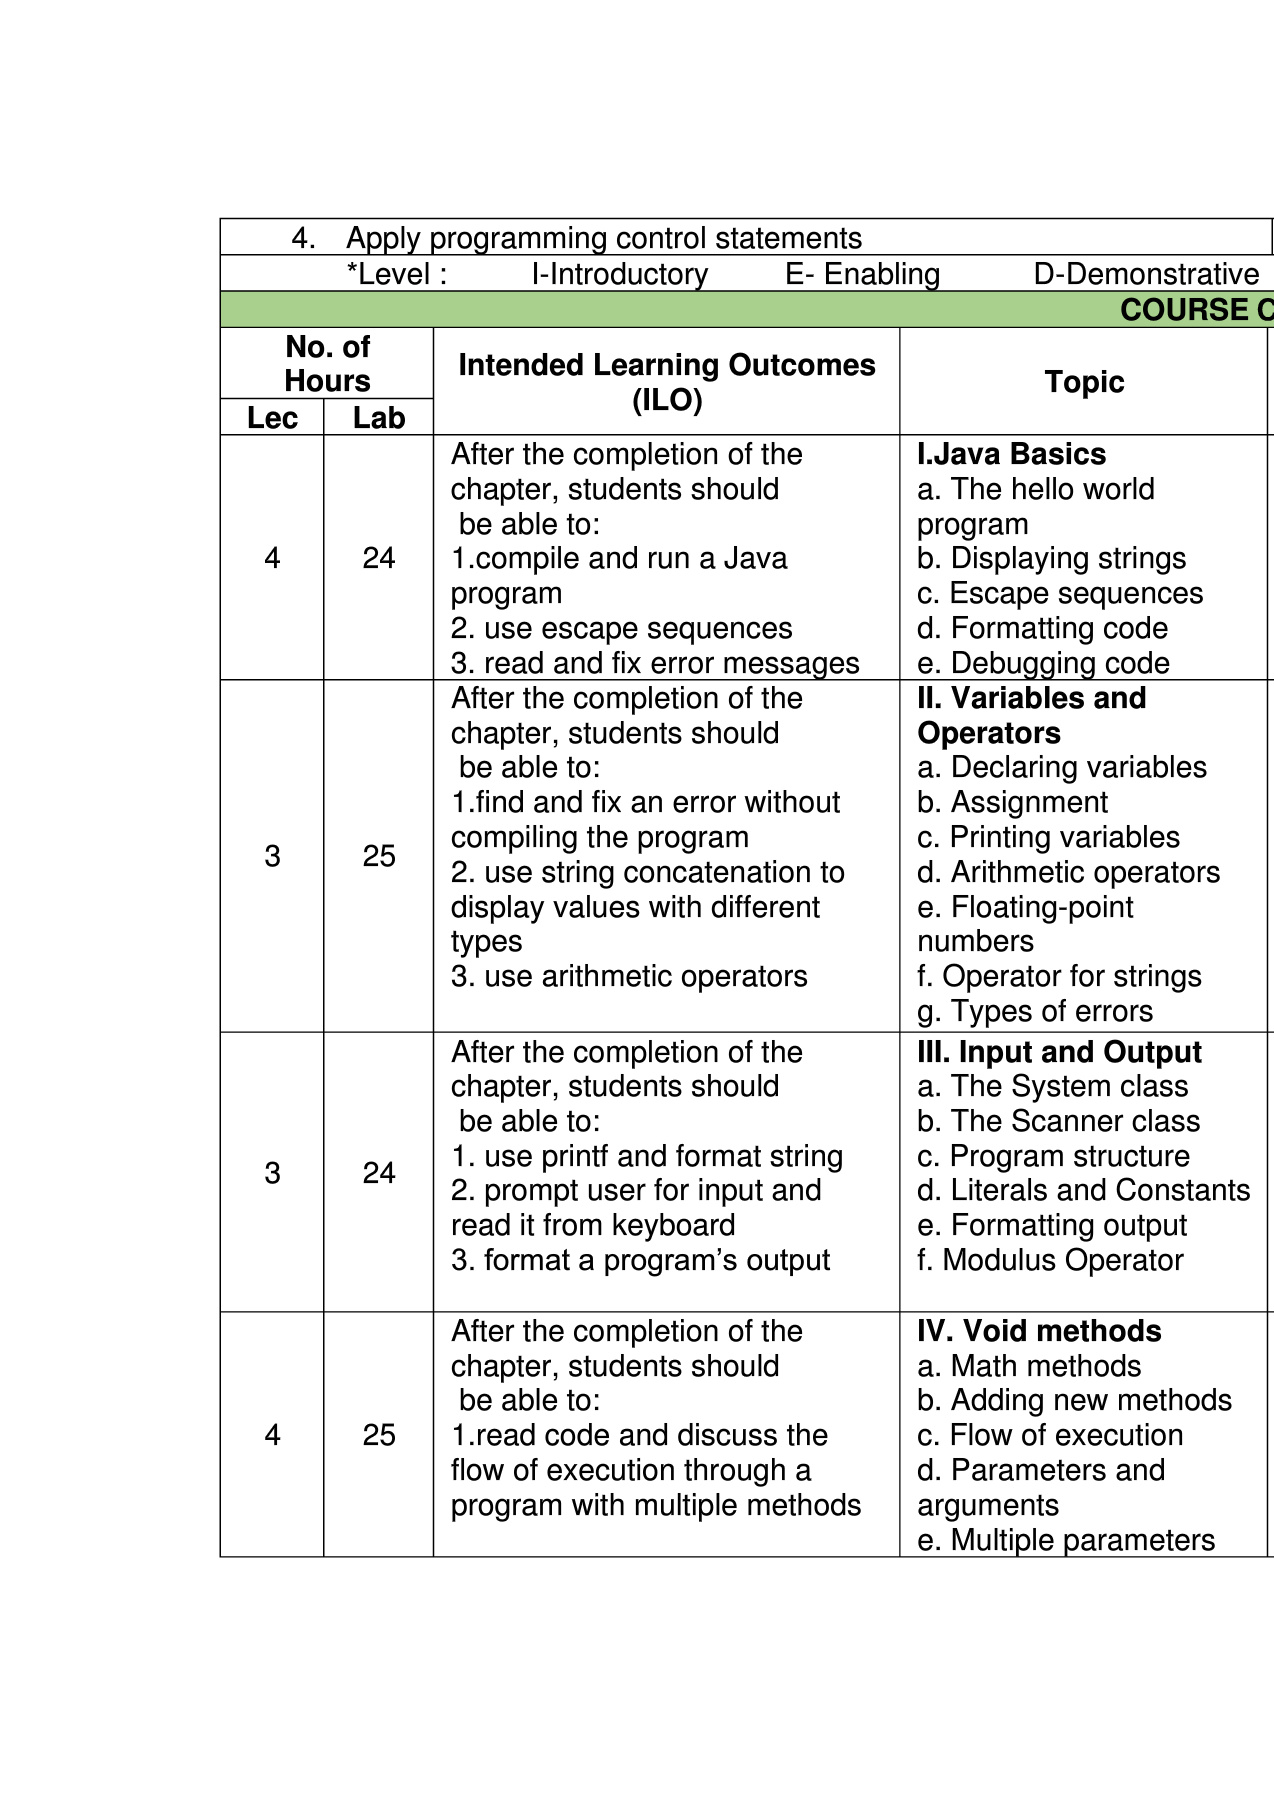 4. Apply programming control statements
*Level : I-Introductory E- Enabling D-Demonstrative
COURSE C
No. of
Hours
Intended Learning Outcomes
(ILO)
Topic
Lec
Lab
4
24
After the completion of the
chapter, students should
be able to:
1.compile and run a Java
program
2. use escape sequences
3. read and fix error messages
I.Java Basics
a. The hello world
program
b. Displaying strings
c. Escape sequences
d. Formatting code
e. Debugging code
3
25
After the completion of the
chapter, students should
be able to:
1.find and fix an error without
compiling the program
2. use string concatenation to
display values with different
types
3. use arithmetic operators
II. Variables and
Operators
a. Declaring variables
b. Assignment
c. Printing variables
d. Arithmetic operators
e. Floating-point
numbers
f. Operator for strings
g. Types of errors
3
24
After the completion of the
chapter, students should
be able to:
1. use printf and format string
2. prompt user for input and
read it from keyboard
3. format a program’s output
III. Input and Output
a. The System class
b. The Scanner class
c. Program structure
d. Literals and Constants
e. Formatting output
f. Modulus Operator
4
25
After the completion of the
chapter, students should
be able to:
1.read code and discuss the
flow of execution through a
program with multiple methods
IV. Void methods
a. Math methods
b. Adding new methods
c. Flow of execution
d. Parameters and
arguments
e. Multiple parameters